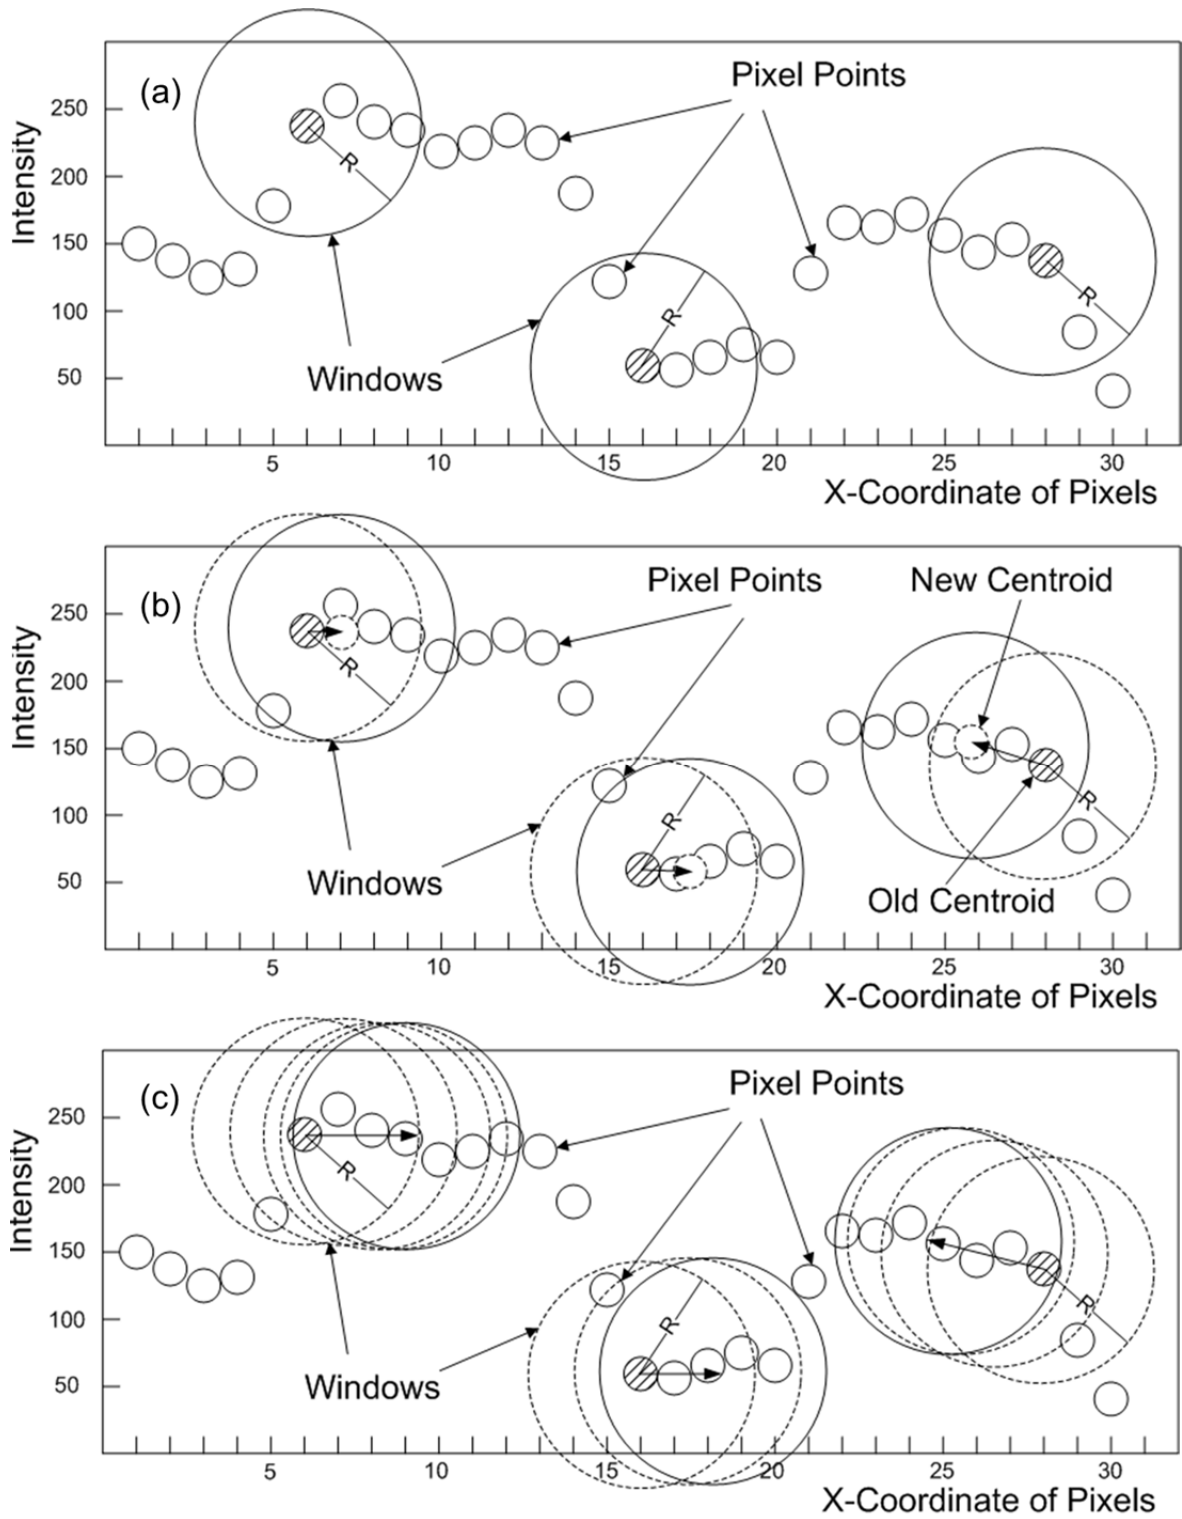 (a)
Pixel Points
250
200
150
100
50
Intensity
R
R
R
Windows
5
10
15
20
25
30
X-Coordinate of Pixels
(b)
Pixel Points
New Centroid
250
200
150
100
50
Intensity
R
R
R
Windows
Old Centroid
5
10
15
20
25
30
X-Coordinate of Pixels
(c)
Pixel Points
250
200
150
100
50
Intensity
R
R
R
Windows
5
10
15
20
25
30
X-Coordinate of Pixels